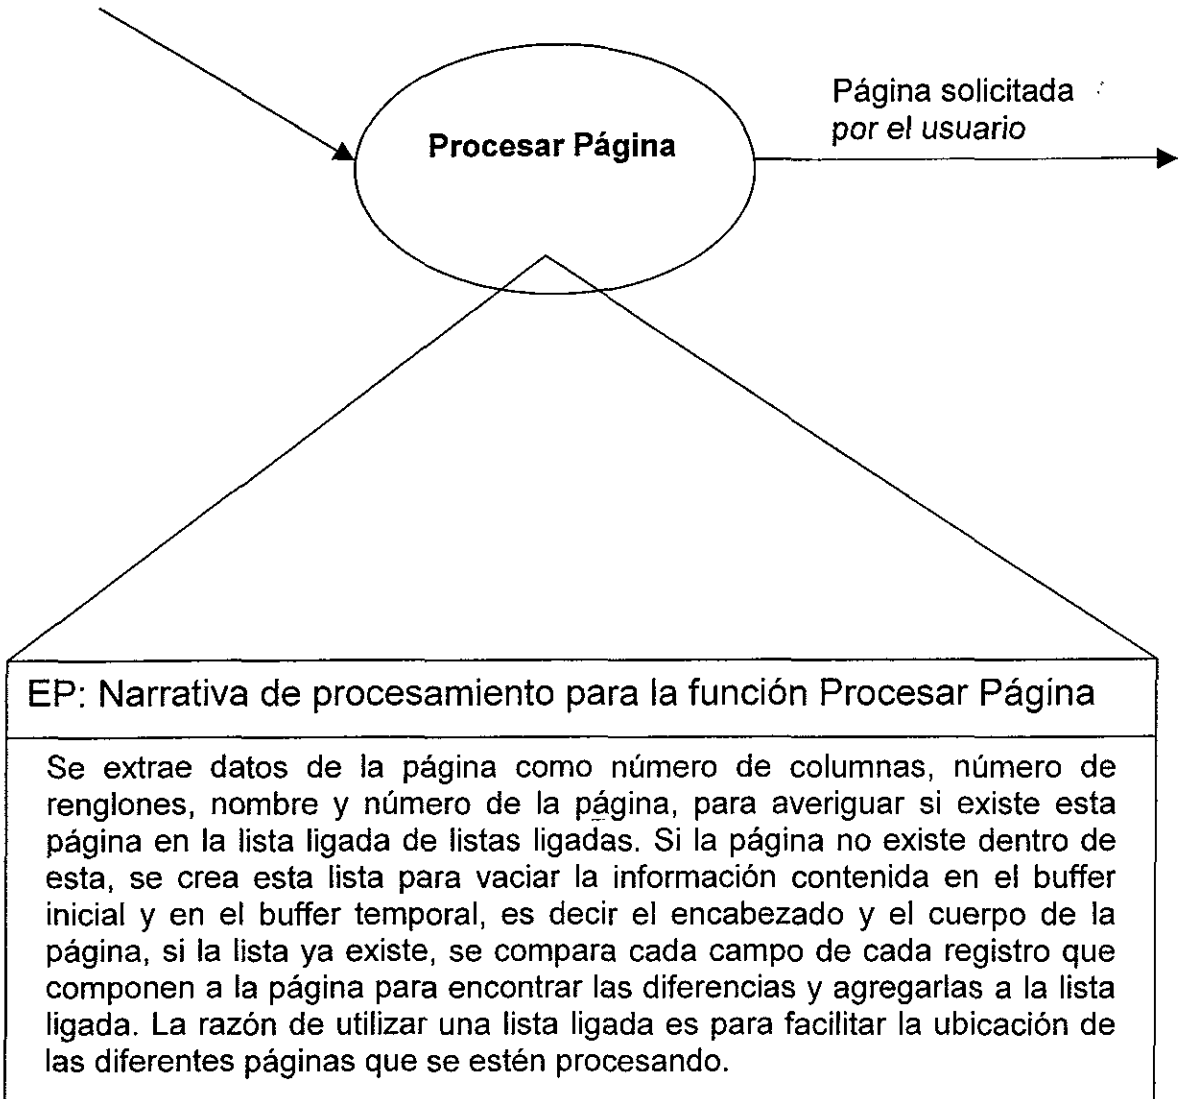 Página solicitada
por el usuario
Procesar Página
EP: Narrativa de procesamiento para la función Procesar Página
Se extrae datos de la página como número de columnas, número de
renglones, nombre y número de la página, para averiguar si existe esta
página en la lista ligada de listas ligadas. Si la página no existe dentro de
esta, se crea esta lista para vaciar la información contenida en el buffer
inicial y en el buffer temporal, es decir el encabezado y el cuerpo de la
página, si la lista ya existe, se compara cada campo de cada registro que
componen a la página para encontrar las diferencias y agregarlas a la lista
ligada. La razón de utilizar una lista ligada es para facilitar la ubicación de
las diferentes páginas que se estén procesando.